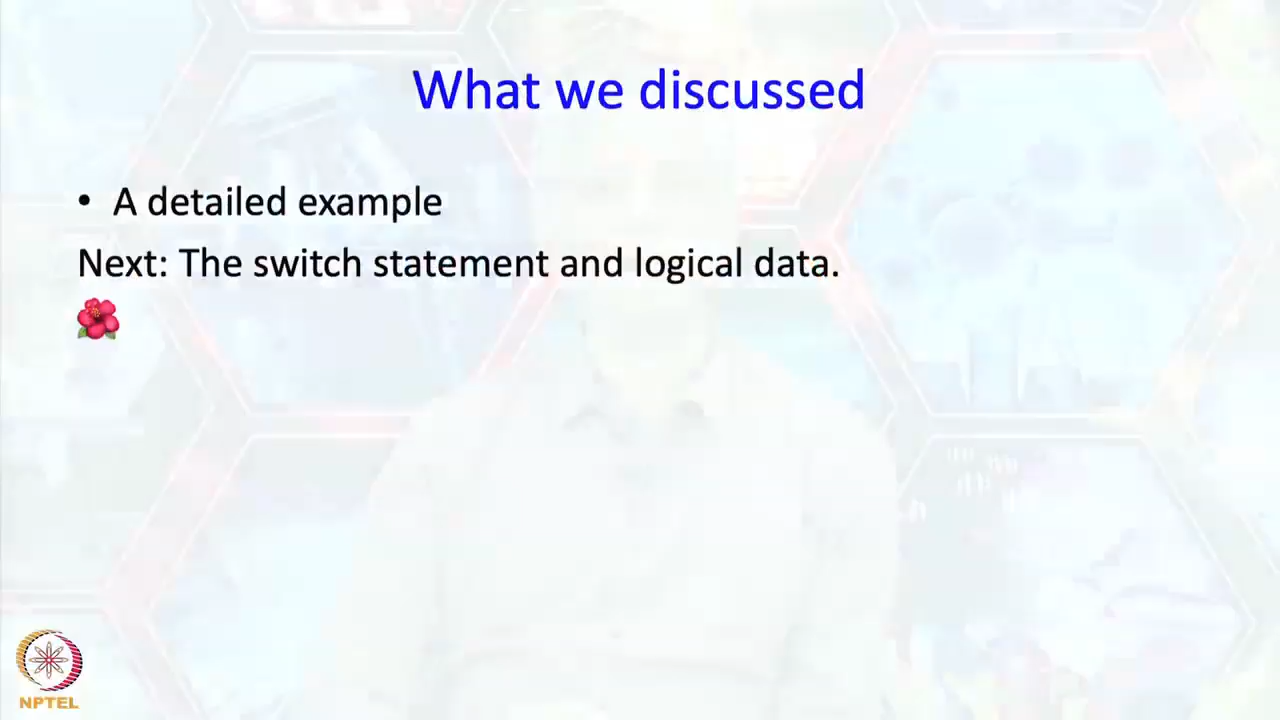 What we discussed
• A detailed example
Next: The switch statement and logical data.
NPTEL